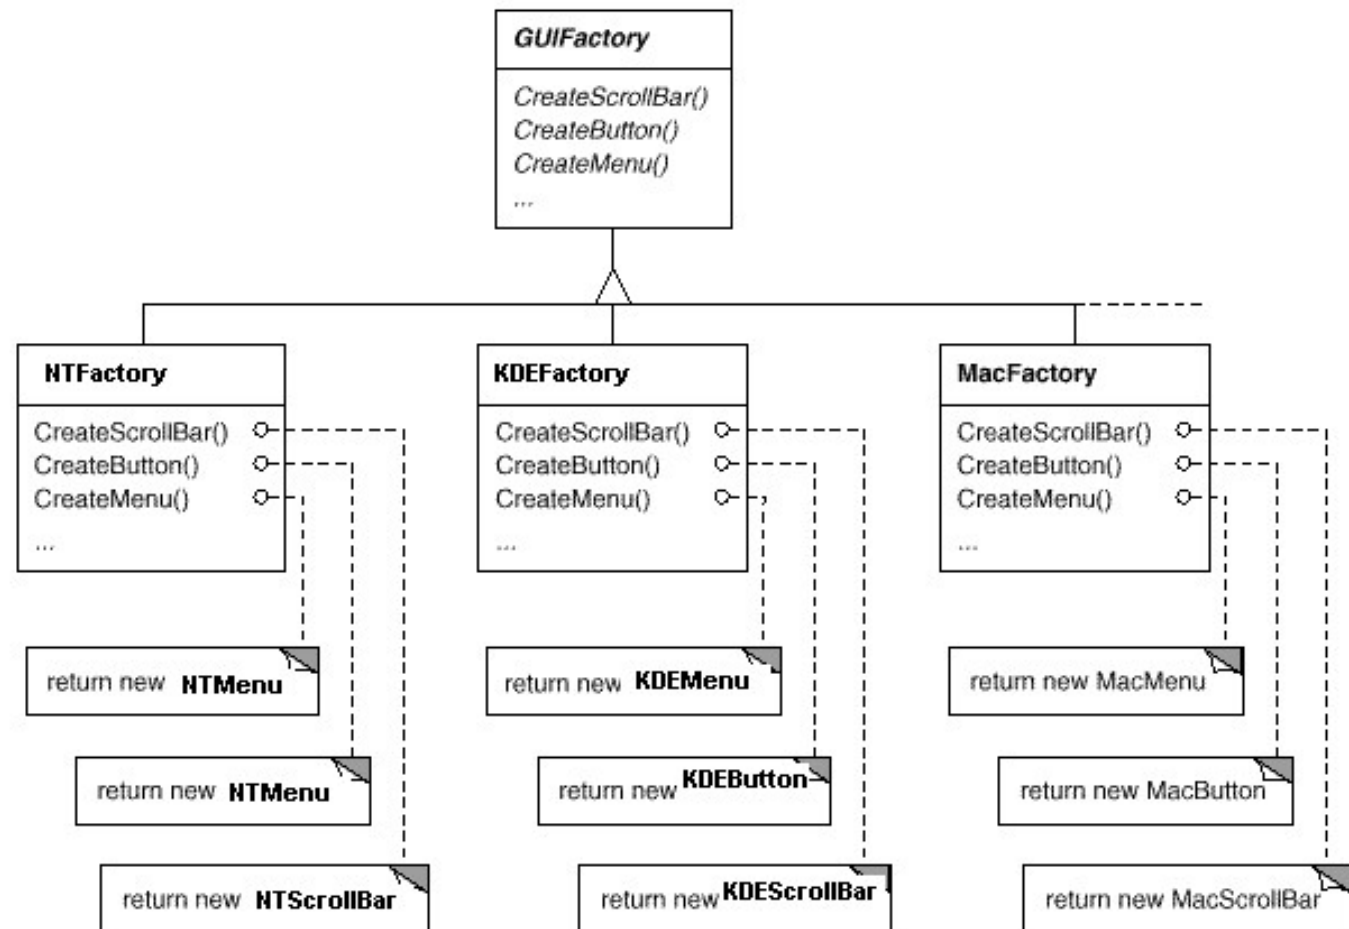 GUIFactory
CreateScrollBar()
CreateButton()
CreateMenu()
...
NTFactory
CreateScrollBar()
CreateButton()
CreateMenu()
...
KDEFactory
CreateScrollBar()
CreateButton()
CreateMenu()
...
MacFactory
CreateScrollBar()
CreateButton()
CreateMenu()
...
return new NTMenu
return new KDEMenu
return new MacMenu
return new NTMenu
return new KDEButton
return new MacButton
return new NTScrollBar
return new KDEScrollBar
return new MacScrollBar